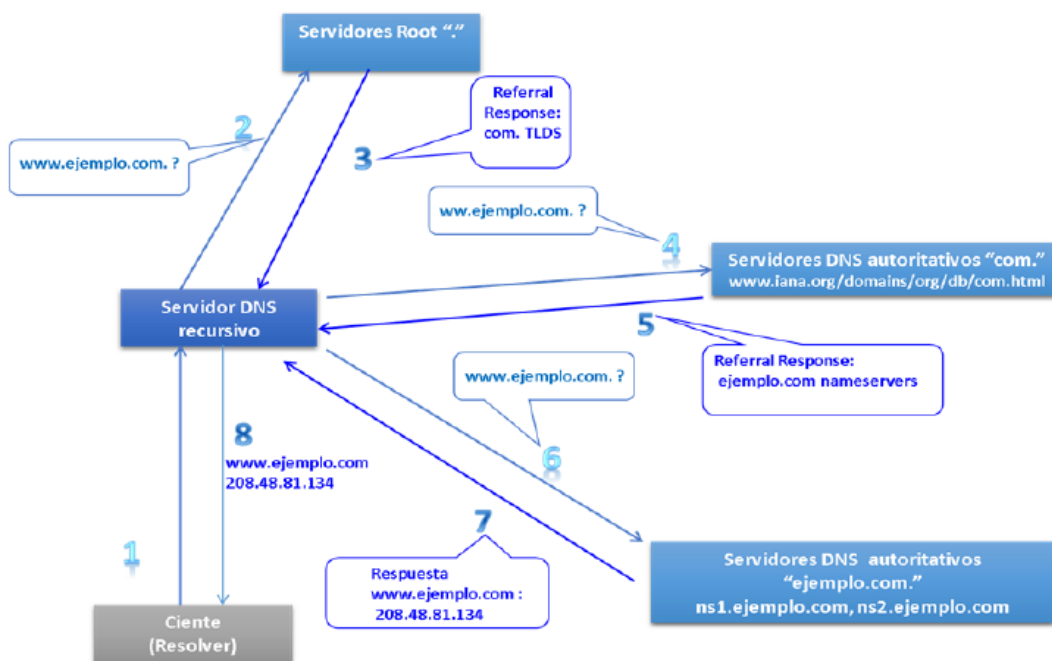 Servidores Root “.”
Referral
Response:
com. TLDS
2
www.ejemplo.com. ?
3
ww.ejemplo.com. ?
4
Servidores DNS autoritativos “com.”
www.iana.org/domains/org/db/com.html
Servidor DNS
recursivo
5
Referral Response:
ejemplo.com nameservers
www.ejemplo.com. ?
8
www.ejemplo.com
208.48.81.134
6
7
1
Respuesta
www.ejemplo.com :
208.48.81.134
Servidores DNS autoritativos
“ejemplo.com.”
ns1.ejemplo.com, ns2.ejemplo.com
Ciente
(Resolver)